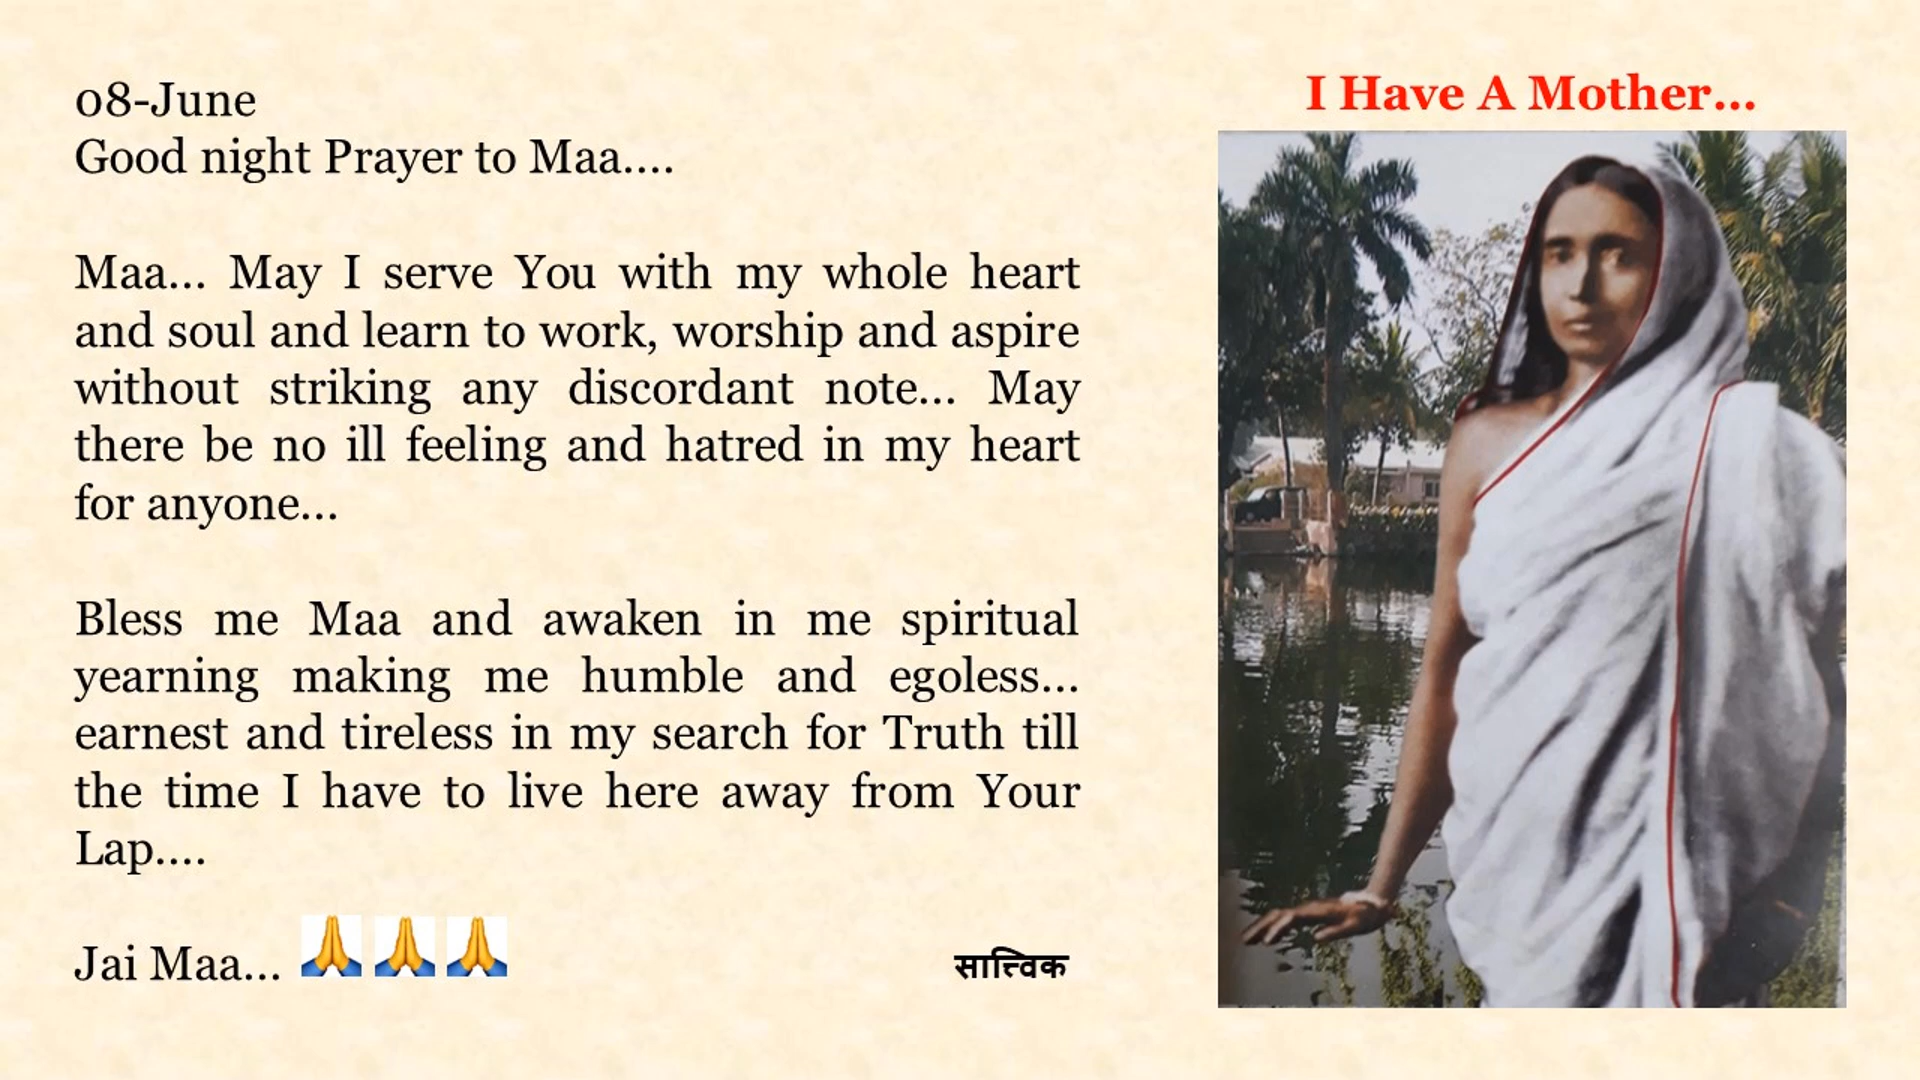 08-June
Good night Prayer to Maa....
Maa... May I serve You with my whole heart
and soul and learn to work, worship and aspire
without striking any discordant note... May
there be no ill feeling and hatred in my heart
for anyone...
Bless me Maa and awaken in me spiritual
yearning making me humble and egoless...
earnest and tireless in my search for Truth till
the time I have to live here away from Your
Lap....
Jai Maa... 🙏🙏🙏
सात्त्विक
I Have A Mother...